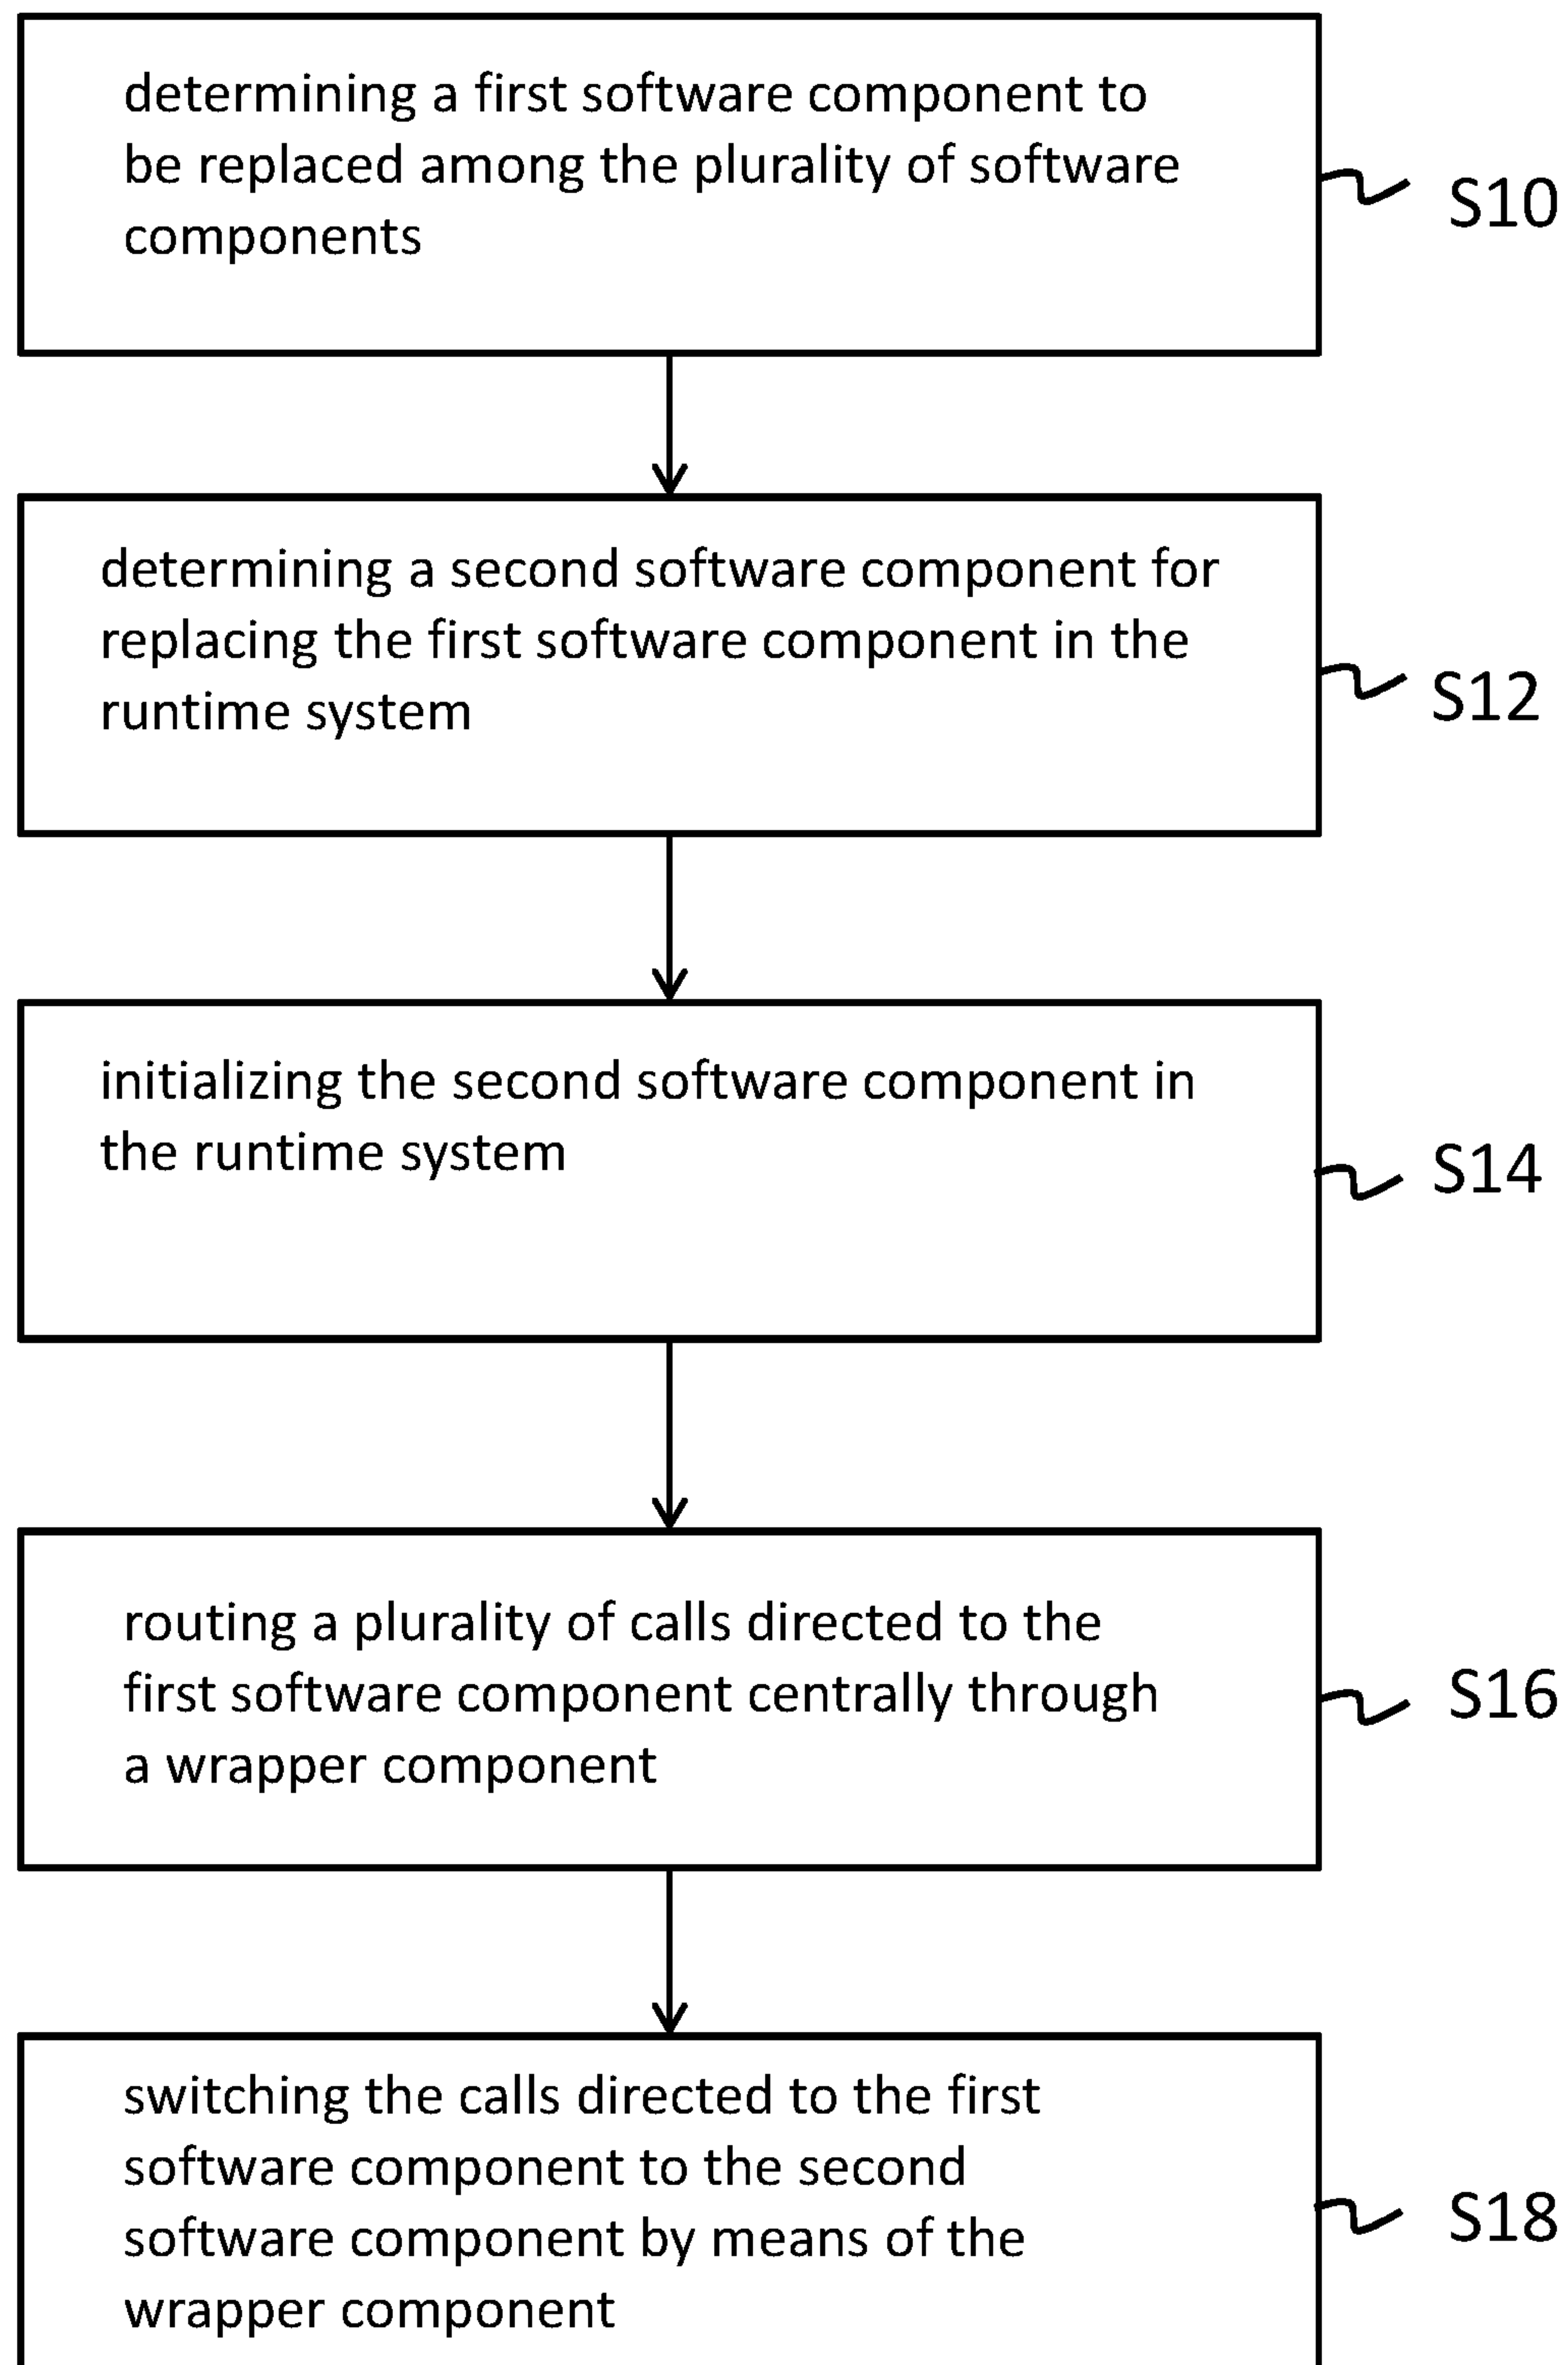 determining a first software component to
be replaced among the plurality of software
components
S10
determining a second software component for
replacing the first software component in the
runtime system
S12
initializing the second software component in
the runtime system
S14
routing a plurality of calls directed to the
first software component centrally through
a wrapper component
S16
switching the calls directed to the first
software component to the second
software component by means of the
wrapper component
S18